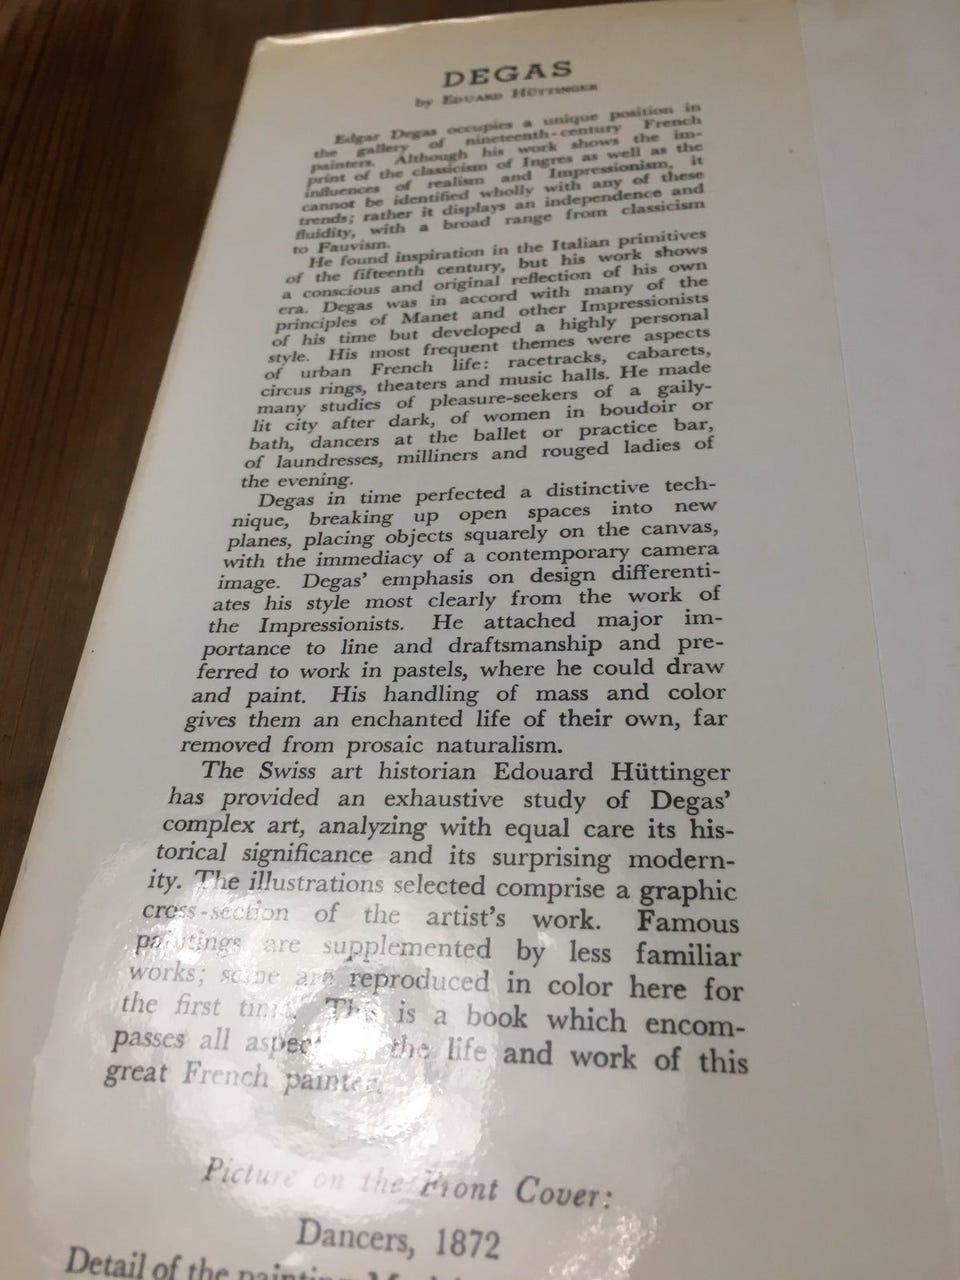 DEGAS
by EDUARD HÜTTINGER
Edgar Degas occupies a unique position in
the gallery of nineteenth-century French
painters. Although his work shows the im-
print of the classicism of Ingres as well as the
influences of realism and Impressionism, it
cannot be identified wholly with any of these
trends; rather it displays an independence and
fluidity, with a broad range from classicism
to Fauvism.
He found inspiration in the Italian primitives
of the fifteenth century, but his work shows
a conscious and original reflection of his own
era. Degas was in accord with many of the
principles of Manet and other Impressionists
of his time but developed a highly personal
style. His most frequent themes were aspects
of urban French life: racetracks, cabarets,
circus rings, theaters and music halls. He made
many studies of pleasure-seekers of a gaily-
lit city after dark, of women in boudoir or
bath, dancers at the ballet or practice bar,
of laundresses, milliners and rouged ladies of
the evening.
Degas in time perfected a distinctive tech-
nique, breaking up open spaces into new
planes, placing objects squarely on the canvas,
with the immediacy of a contemporary camera
image. Degas' emphasis on design differenti-
ates his style most clearly from the work of
the Impressionists. He attached major im-
portance to line and draftsmanship and pre-
ferred to work in pastels, where he could draw
and paint. His handling of mass and color
gives them an enchanted life of their own, far
removed from prosaic naturalism.
The Swiss art historian Edouard Hüttinger
has provided an exhaustive study of Degas'
complex art, analyzing with equal care its his-
torical significance and its surprising modern-
ity. The illustrations selected comprise a graphic
cross-section of the artist's work. Famous
paintings are supplemented by less familiar
works; some are reproduced in color here for
the first time. This is a book which encom-
passes all aspects of the life and work of this
great French painter.
Picture on the Front Cover:
Dancers, 1872
Detail of the painting